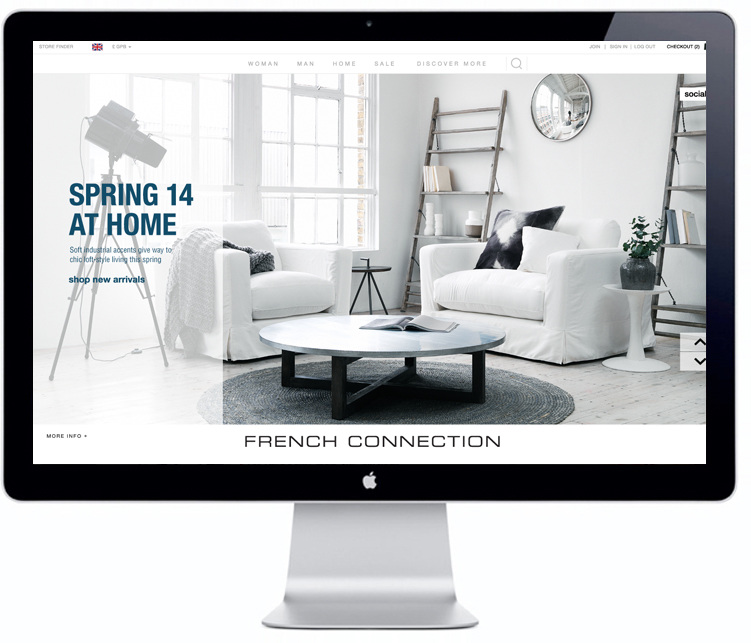 STORE FINDER
£ GPB +
JOIN | SIGN IN | LOG OUT
CHECKOUT (2)
WOMAN MAN HOME SALE DISCOVER MORE
social
SPRING 14
AT HOME
Soft industrial accents give way to
chic loft-style living this spring
shop new arrivals
MORE INFO +
FRENCH CONNECTION